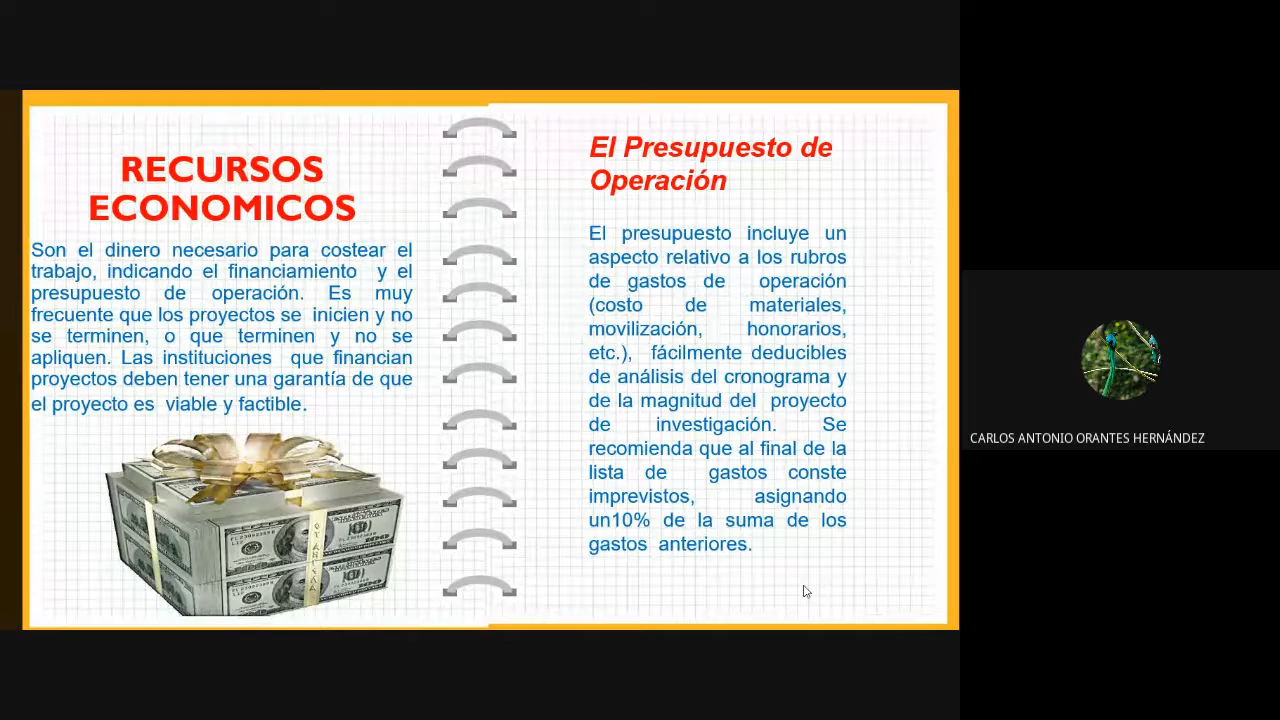 RECURSOS
ECONOMICOS
Son el dinero necesario para costear el
trabajo, indicando el financiamiento y el
presupuesto de operación. Es muy
frecuente que los proyectos se inicien y no
se terminen, o que terminen y no se
apliquen. Las instituciones que financian
proyectos deben tener una garantía de que
el proyecto es viable y factible.
El Presupuesto de
Operación
El presupuesto incluye un
aspecto relativo a los rubros
de gastos de operación
(costo de materiales,
movilización, honorarios,
etc.), fácilmente deducibles
de análisis del cronograma y
de la magnitud del proyecto
de investigación. Se
recomienda que al final de la
lista de gastos conste
imprevistos, asignando
un10% de la suma de los
gastos anteriores.
CARLOS ANTONIO ORANTES HERNÁNDEZ